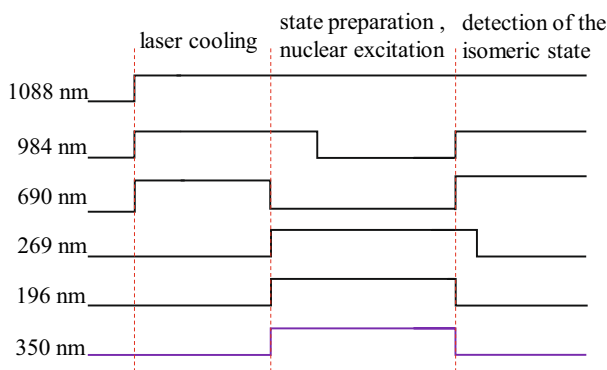 laser cooling
state preparation ,
nuclear excitation
detection of the
isomeric state
1088 nm
984 nm
690 nm
269 nm
196 nm
350 nm